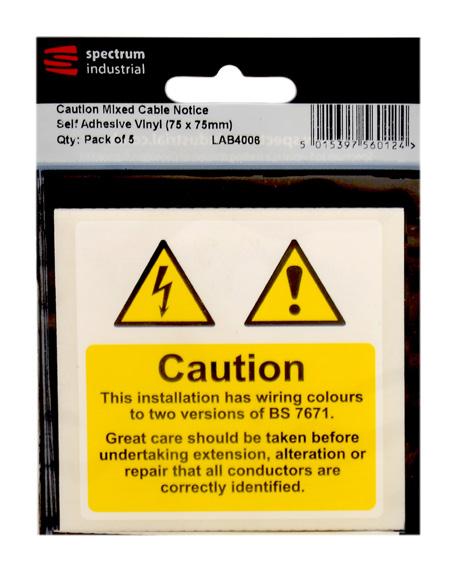 spectrum
industrial
Caution Mixed Cable Notice
Self Adhesive Vinyl (75 x 75mm)
Qty: Pack of 5 LAB4006
5 015397 560124 >
Caution
This installation has wiring colours
to two versions of BS 7671.
Great care should be taken before
undertaking extension, alteration or
repair that all conductors are
correctly identified.